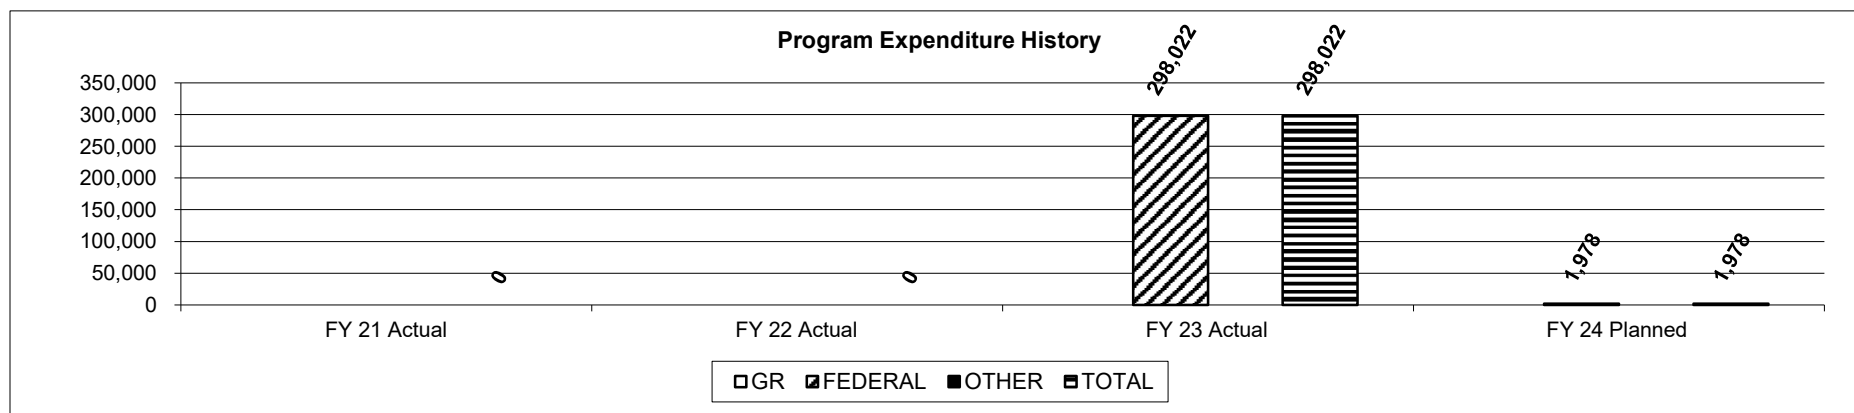 Program Expenditure History
298,022
298,022
350,000
300,000
250,000
200,000
150,000
100,000
50,000
0
0
0
1,978
1,978
FY 21 Actual
FY 22 Actual
FY 23 Actual
FY 24 Planned
GR FEDERAL OTHER TOTAL